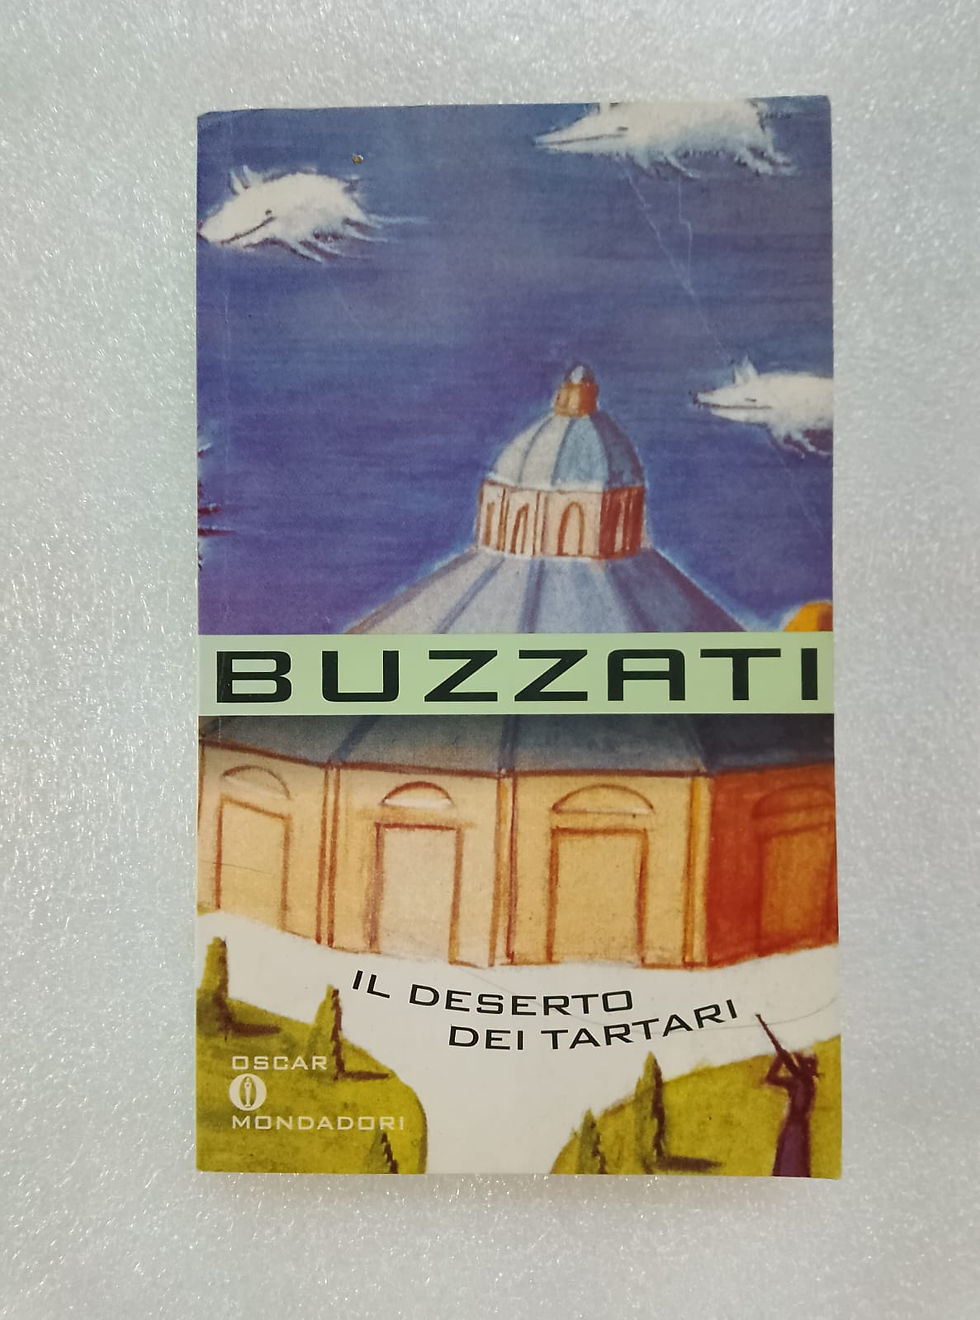 BUZZATI
IL DESERTO
DEI TARTARI
OSCAR
MONDADORI